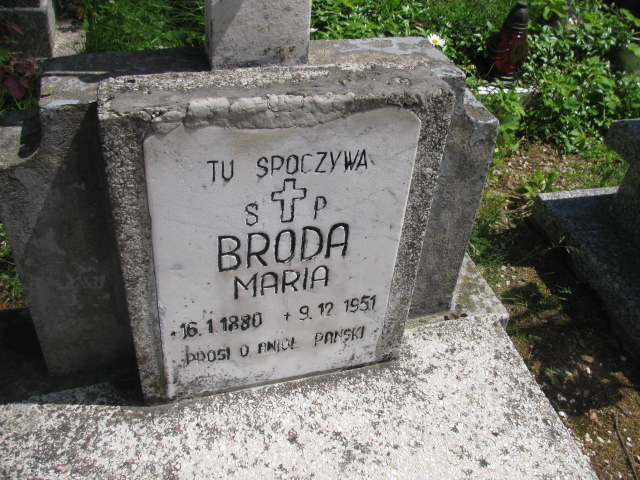 TU SPOCZYWA
S P
BRODA
MARIA
16.1.1880 + 9.12.1951
PROSI O ANIOŁ PAŃSKI